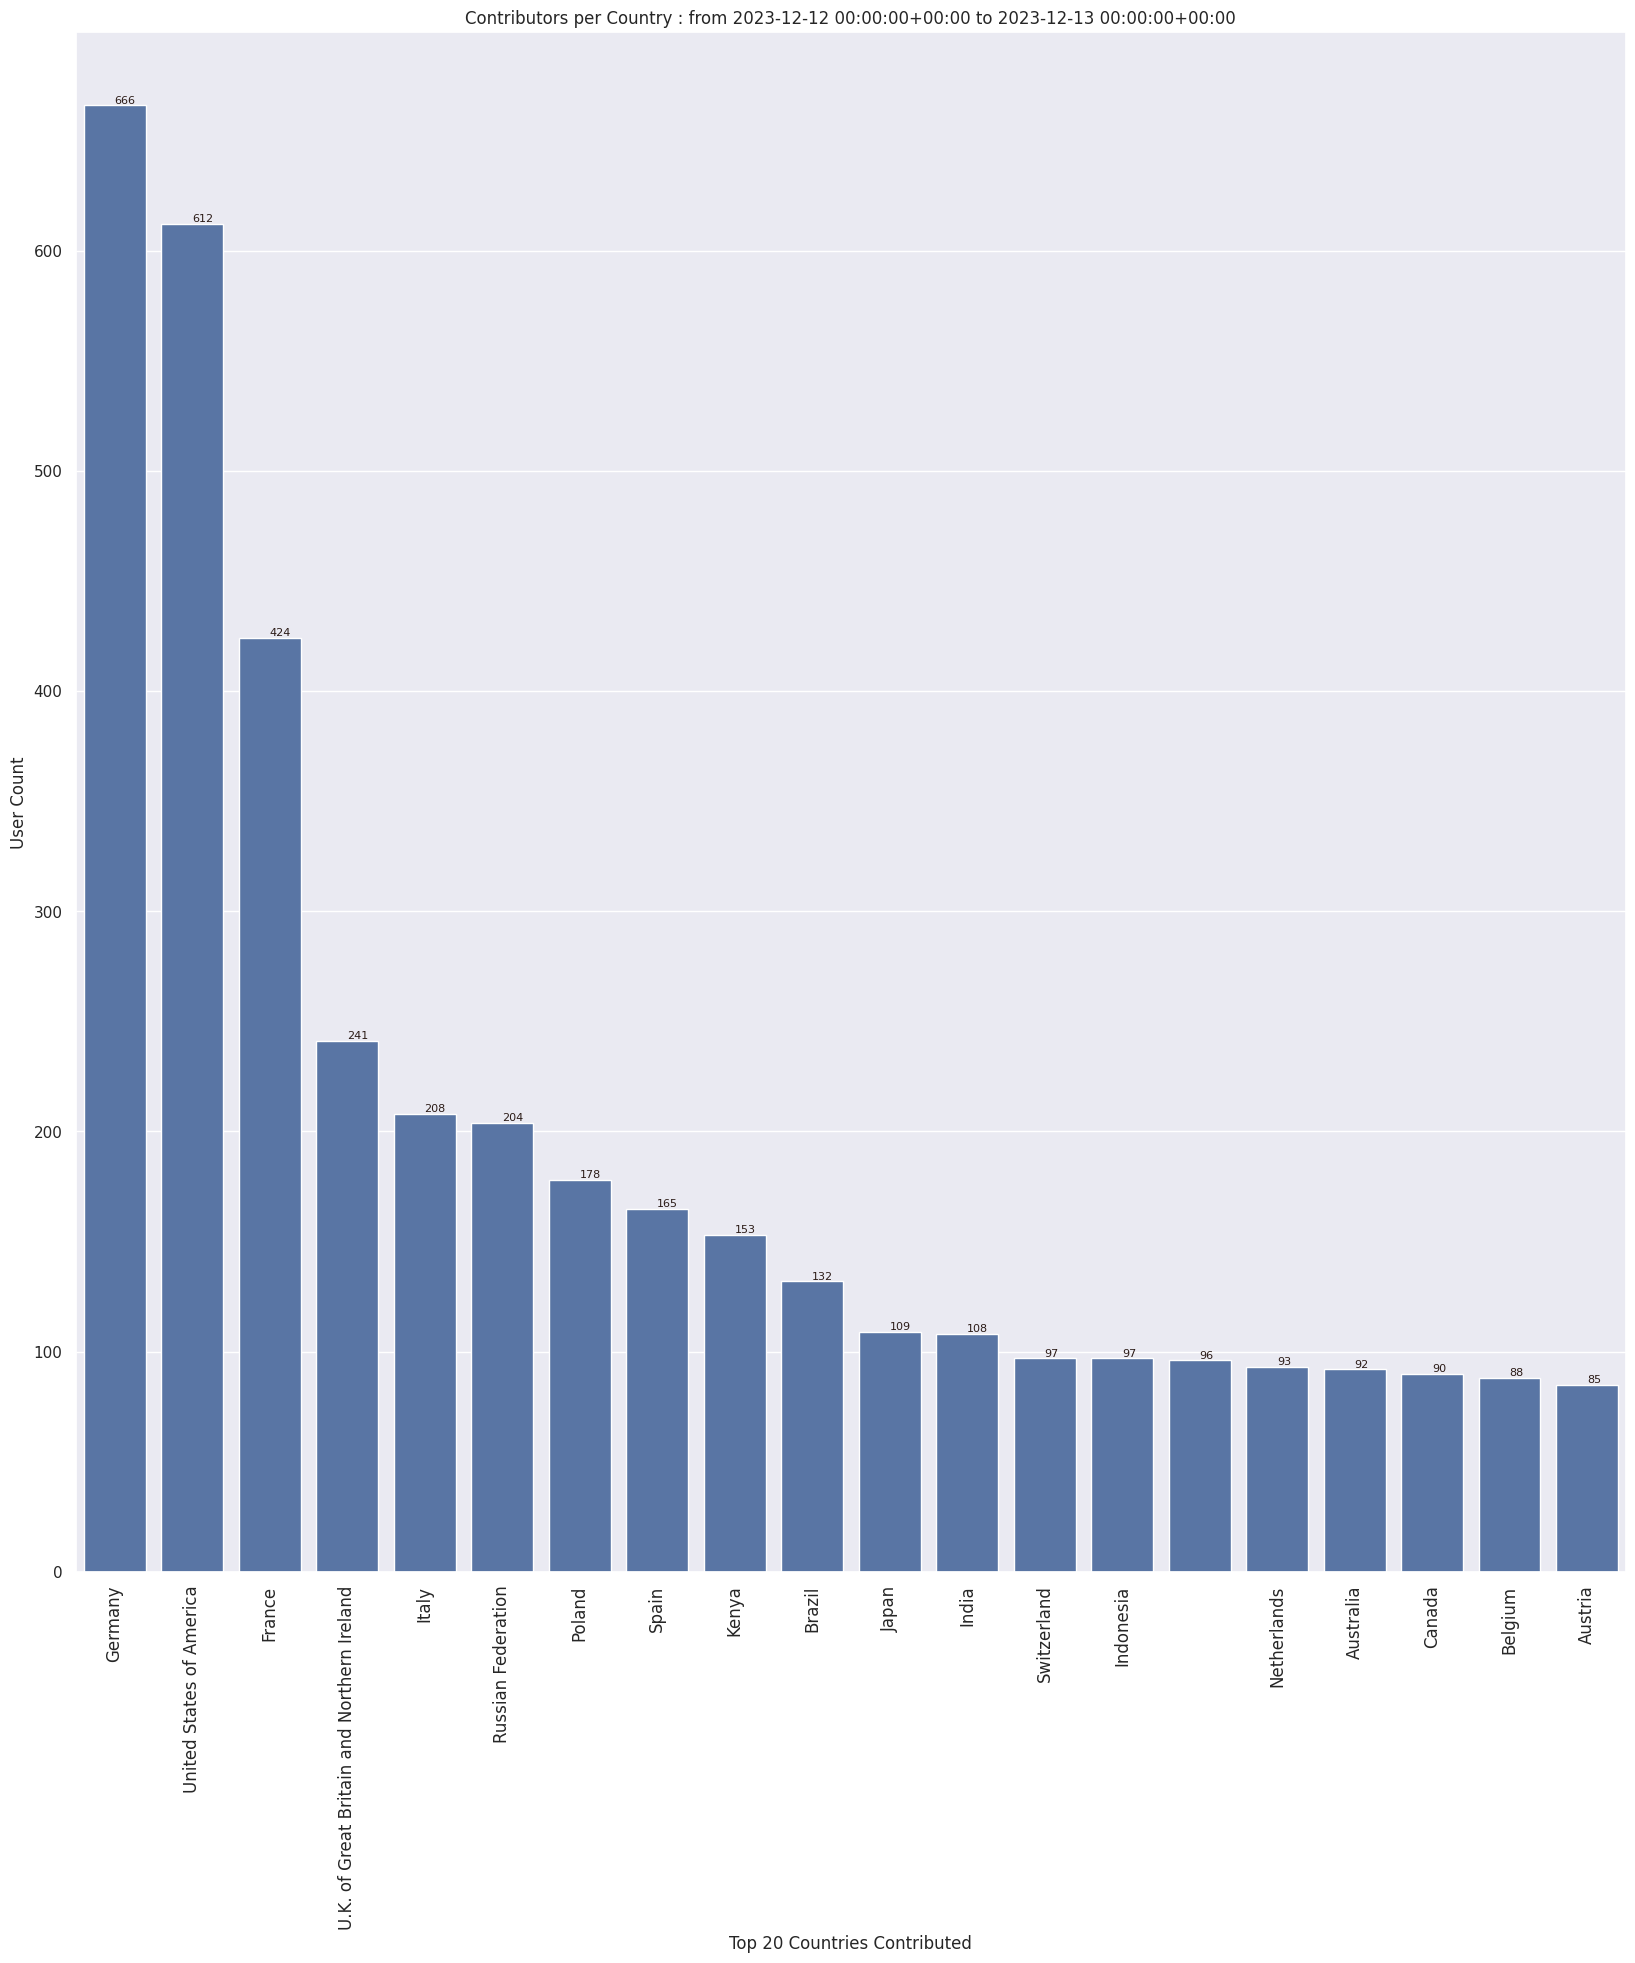 Contributors per Country : from 2023-12-12 00:00:00+00:00 to 2023-12-13 00:00:00+00:00
User Count
600
500
400
300
200
100
0
666
612
424
241
208
204
178
165
153
132
109
108
97
97
96
93
92
90
88
85
Germany
United States of America
France
U.K. of Great Britain and Northern Ireland
Italy
Russian Federation
Poland
Spain
Kenya
Brazil
Japan
India
Switzerland
Indonesia
Netherlands
Australia
Canada
Belgium
Austria
Top 20 Countries Contributed